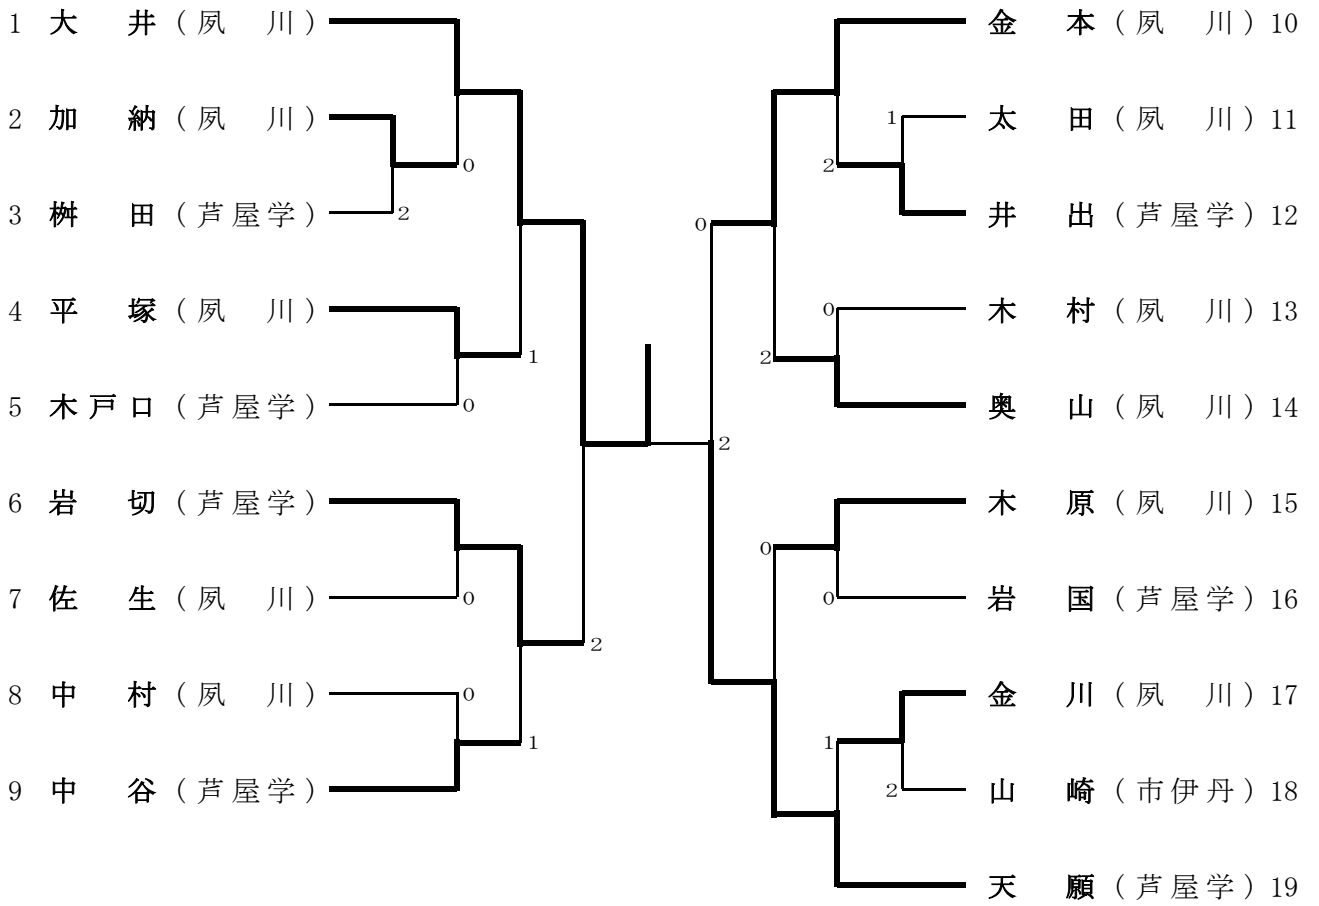 1 大 井 ( 夙 川 )
2 加 納 ( 夙 川 )
0
3 桝 田 ( 芦屋学 )
2
4 平 塚 ( 夙 川 )
1
5 木戸口 ( 芦屋学 )
0
6 岩 切 ( 芦屋学 )
7 佐 生 ( 夙 川 )
0
2
8 中 村 ( 夙 川 )
0
1
9 中 谷 ( 芦屋学 )
金 本 ( 夙 川 ) 10
1
太 田 ( 夙 川 ) 11
2
井 出 ( 芦屋学 ) 12
0
0
木 村 ( 夙 川 ) 13
2
奥 山 ( 夙 川 ) 14
2
木 原 ( 夙 川 ) 15
0
0
岩 国 ( 芦屋学 ) 16
金 川 ( 夙 川 ) 17
1
2
山 崎 ( 市伊丹 ) 18
天 願 ( 芦屋学 ) 19